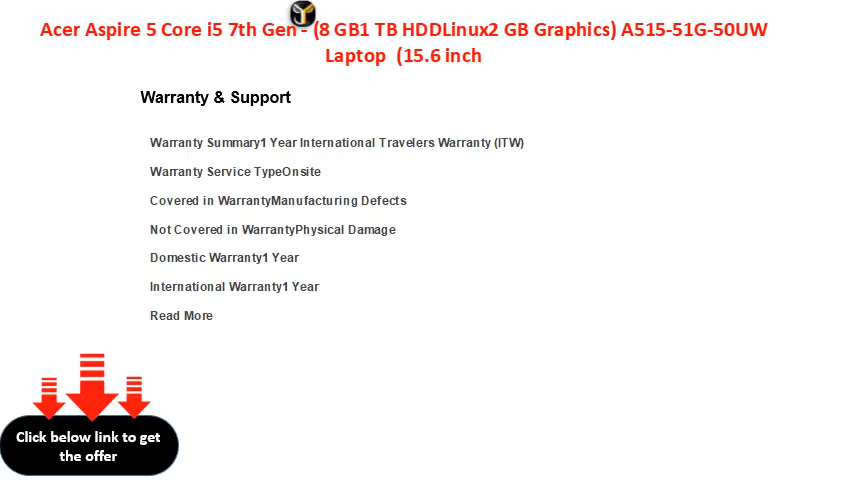 Acer Aspire 5 Core i5 7th Gen - (8 GB1 TB HDDLinux2 GB Graphics) A515-51G-50UW
Laptop (15.6 inch
Warranty & Support
Warranty Summary1 Year International Travelers Warranty (ITW)
Warranty Service TypeOnsite
Covered in WarrantyManufacturing Defects
Not Covered in WarrantyPhysical Damage
Domestic Warranty1 Year
International Warranty1 Year
Read More
Click below link to get
the offer